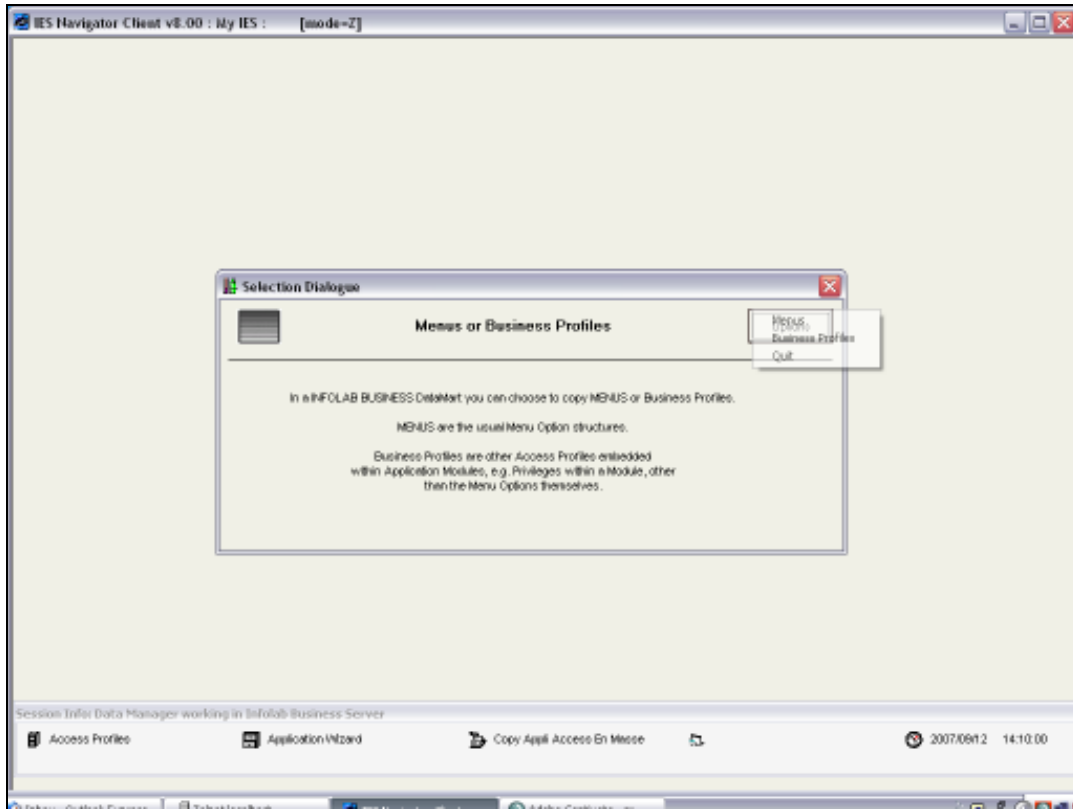 IES Navigator Client v8.00 : My IES : [mode=Z]
Selection Dialogue
Menus or Business Profiles
Menus
Options
Business Profiles
Quit
In a INFOLAB BUSINESS DataMart you can choose to copy MENUS or Business Profiles.
MENUS are the usual Menu Option structures.
Business Profiles are other Access Profiles embedded
within Application Modules, e.g. Privileges within a Module, other
than the Menu Options themselves.
Session Info: Data Manager working in Infolab Business Server
Access Profiles
Application Wizard
Copy Appli Access En Masse
2007/09/12 14:10:00